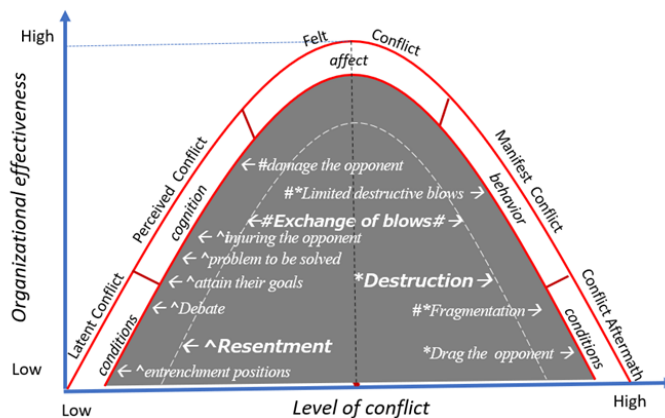 High
Felt Conflict
affect
Organizational effectiveness
Perceived Conflict
cognition
Manifest Conflict
behavior
← #damage the opponent
#*Limited destructive blows →
←#Exchange of blows#→
← ^injuring the opponent
←^problem to be solved
←^attain their goals
*Destruction→
← ^Debate
#*Fragmentation→
Latent Conflict
conditions
Conflict Aftermath
conditions
← ^Resentment
*Drag the opponent→
←^entrenchment positions
Low
Low
Level of conflict
High